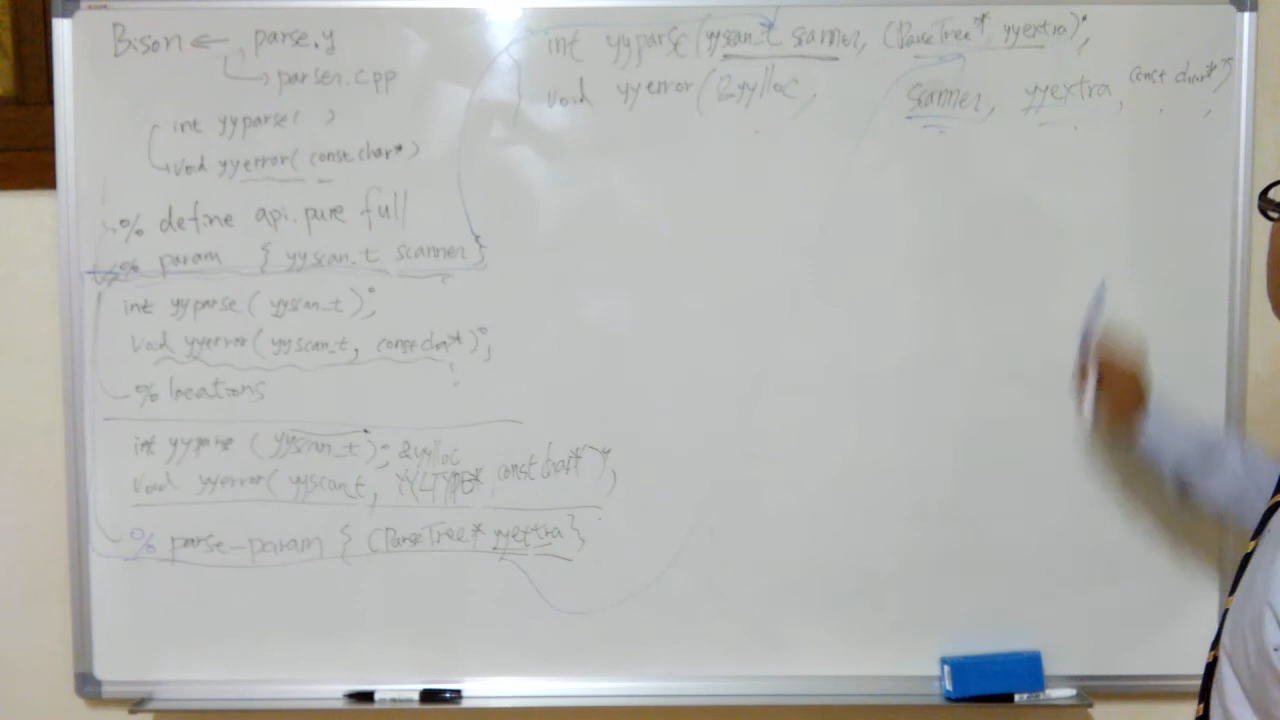 Bison ← parse.y
→ parser.cpp
int yyparse( )
void yyerror( const char*)
% define api.pure full
% param { yyscan_t scanner }
int yyparse ( yyscan_t );
void yyerror( yyscan_t, const char* );
% locations
int yyparse ( yyscan_t ); &yylloc
void yyerror( yyscan_t, YYLTYPE* const char* );
% parse-param { CParseTree* yyextra }
int yyparse (yyscan_t scanner, CParseTree* yyextra);
void yyerror (&yylloc, scanner, yyextra, const char* );